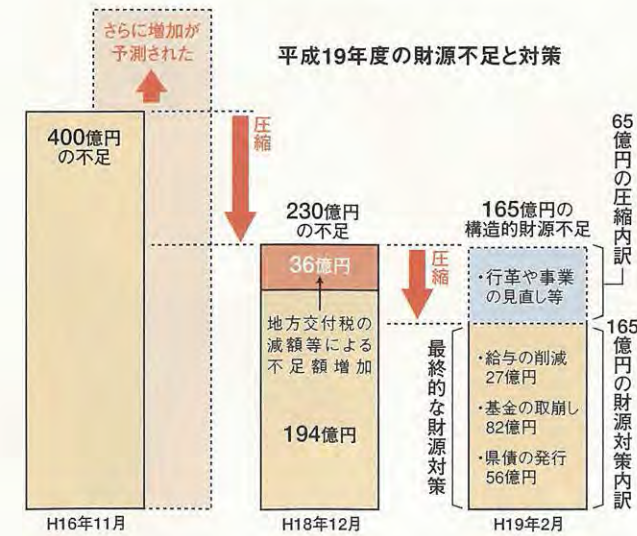 平成19年度の財源不足と対策
さらに増加が
予測された
400億円
の不足
圧縮
230億円
の不足
36億円
地方交付税の
減額等による
不足額増加
194億円
圧縮
165億円の
構造的財源不足
・行革や事業
の見直し等
65億円の圧縮内訳
最終的な財源対策
・給与の削減
27億円
・基金の取崩し
82億円
・県債の発行
56億円
165億円の財源対策内訳
H16年11月
H18年12月
H19年2月